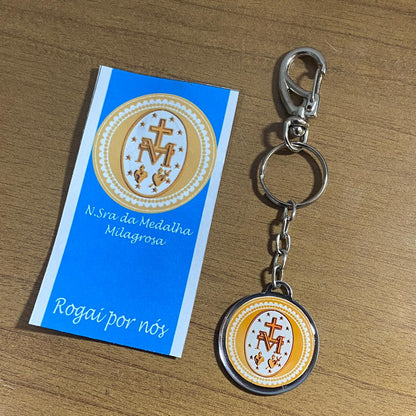 M
N.Sra da Medalha
Milagrosa
Rogai por nós
M